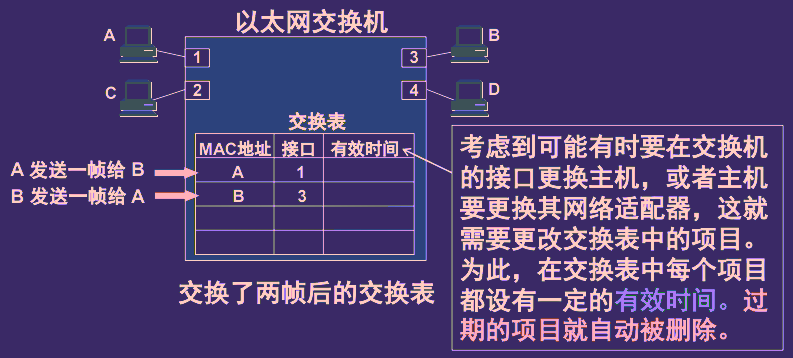 以太网交换机
A
B
1
3
C
D
2
4
交换表
MAC地址 接口 有效时间
A 发送一帧给 B
A 1
B 发送一帧给 A
B 3
交换了两帧后的交换表
考虑到可能有时要在交换机
的接口更换主机，或者主机
要更换其网络适配器，这就
需要更改交换表中的项目。
为此，在交换表中每个项目
都设有一定的有效时间。过
期的项目就自动被删除。